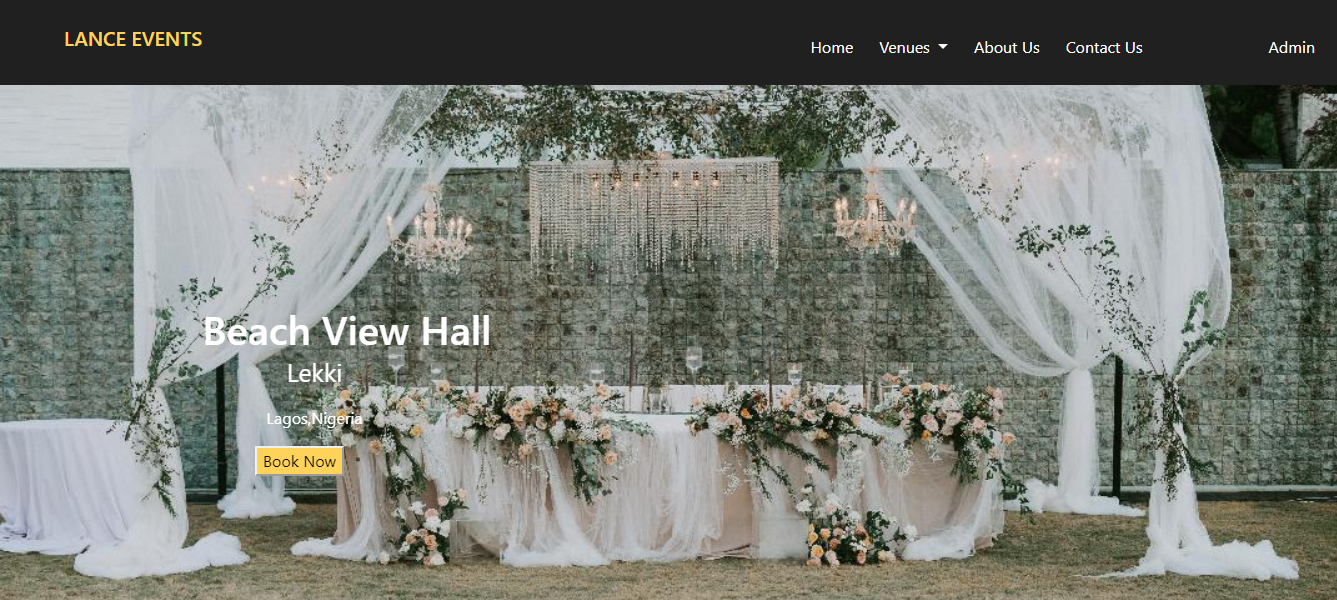 LANCE EVENTS
Home Venues About Us Contact Us Admin
Beach View Hall
Lekki
Lagos,Nigeria
Book Now